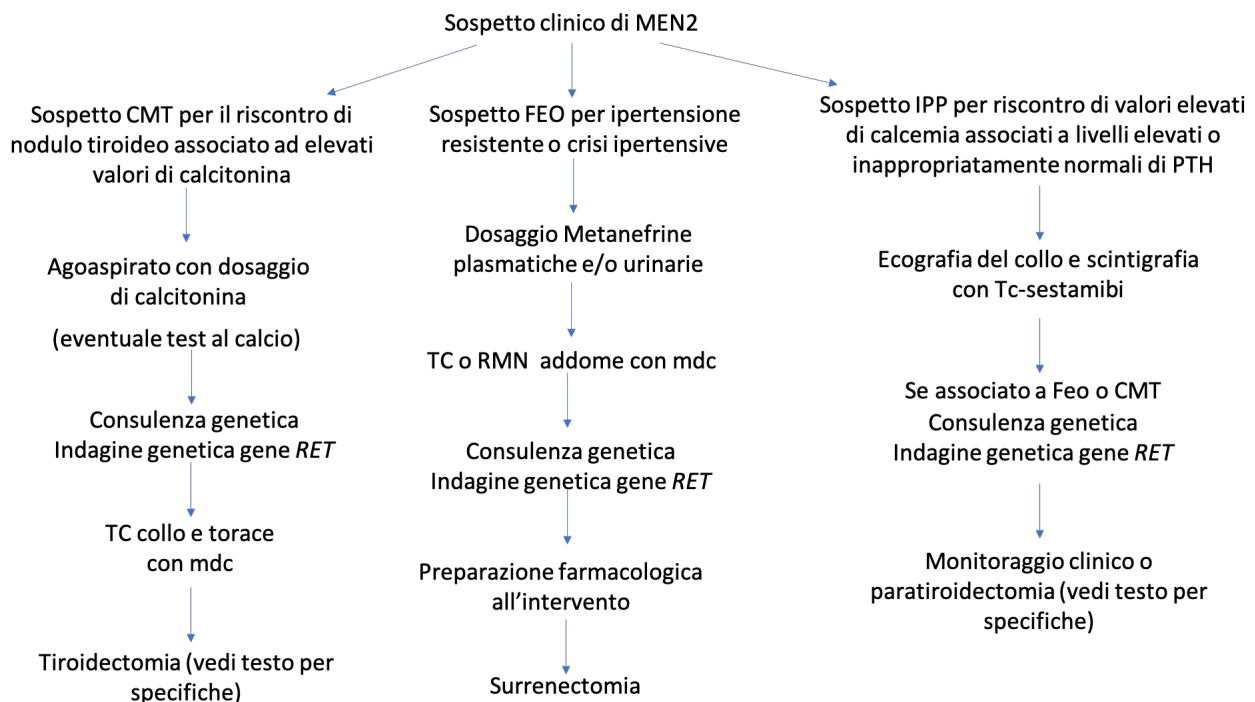 Sospetto clinico di MEN2
Sospetto CMT per il riscontro di
nodulo tiroideo associato ad elevati
valori di calcitonina
Agoaspirato con dosaggio
di calcitonina
(eventuale test al calcio)
Consulenza genetica
Indagine genetica gene RET
TC collo e torace
con mdc
Tiroidectomia (vedi testo per
specifiche)
Sospetto FEO per ipertensione
resistente o crisi ipertensive
Dosaggio Metanefrine
plasmatiche e/o urinarie
TC o RMN addome con mdc
Consulenza genetica
Indagine genetica gene RET
Preparazione farmacologica
all'intervento
Surrenectomia
Sospetto IPP per riscontro di valori elevati
di calcemia associati a livelli elevati o
inappropriatamente normali di PTH
Ecografia del collo e scintigrafia
con Tc-sestamibi
Se associato a Feo o CMT
Consulenza genetica
Indagine genetica gene RET
Monitoraggio clinico o
paratiroidectomia (vedi testo per
specifiche)